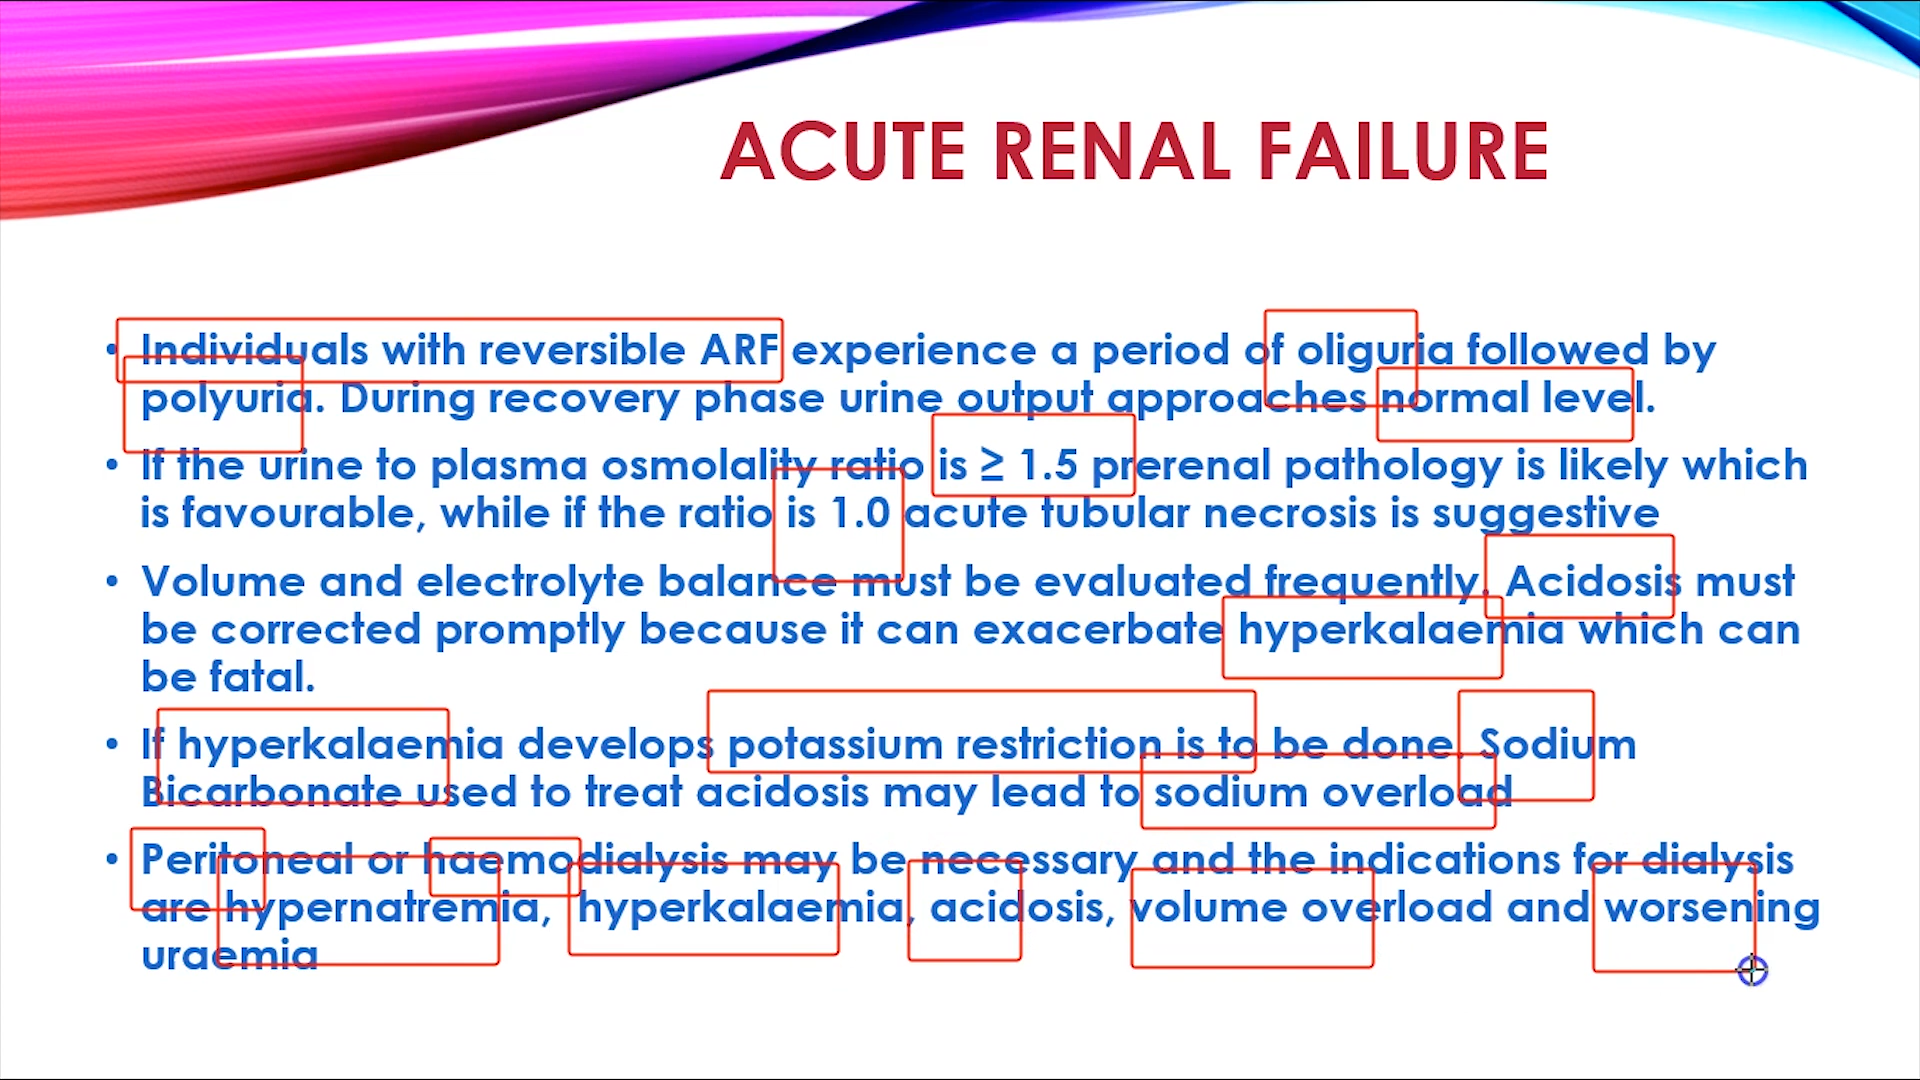 ACUTE RENAL FAILURE
• Individuals with reversible ARF experience a period of oliguria followed by
polyuria. During recovery phase urine output approaches normal level.
• If the urine to plasma osmolality ratio is ≥ 1.5 prerenal pathology is likely which
is favourable, while if the ratio is 1.0 acute tubular necrosis is suggestive
• Volume and electrolyte balance must be evaluated frequently. Acidosis must
be corrected promptly because it can exacerbate hyperkalaemia which can
be fatal.
• If hyperkalaemia develops potassium restriction is to be done. Sodium
Bicarbonate used to treat acidosis may lead to sodium overload
• Peritoneal or haemodialysis may be necessary and the indications for dialysis
are hypernatremia, hyperkalaemia, acidosis, volume overload and worsening
uraemia